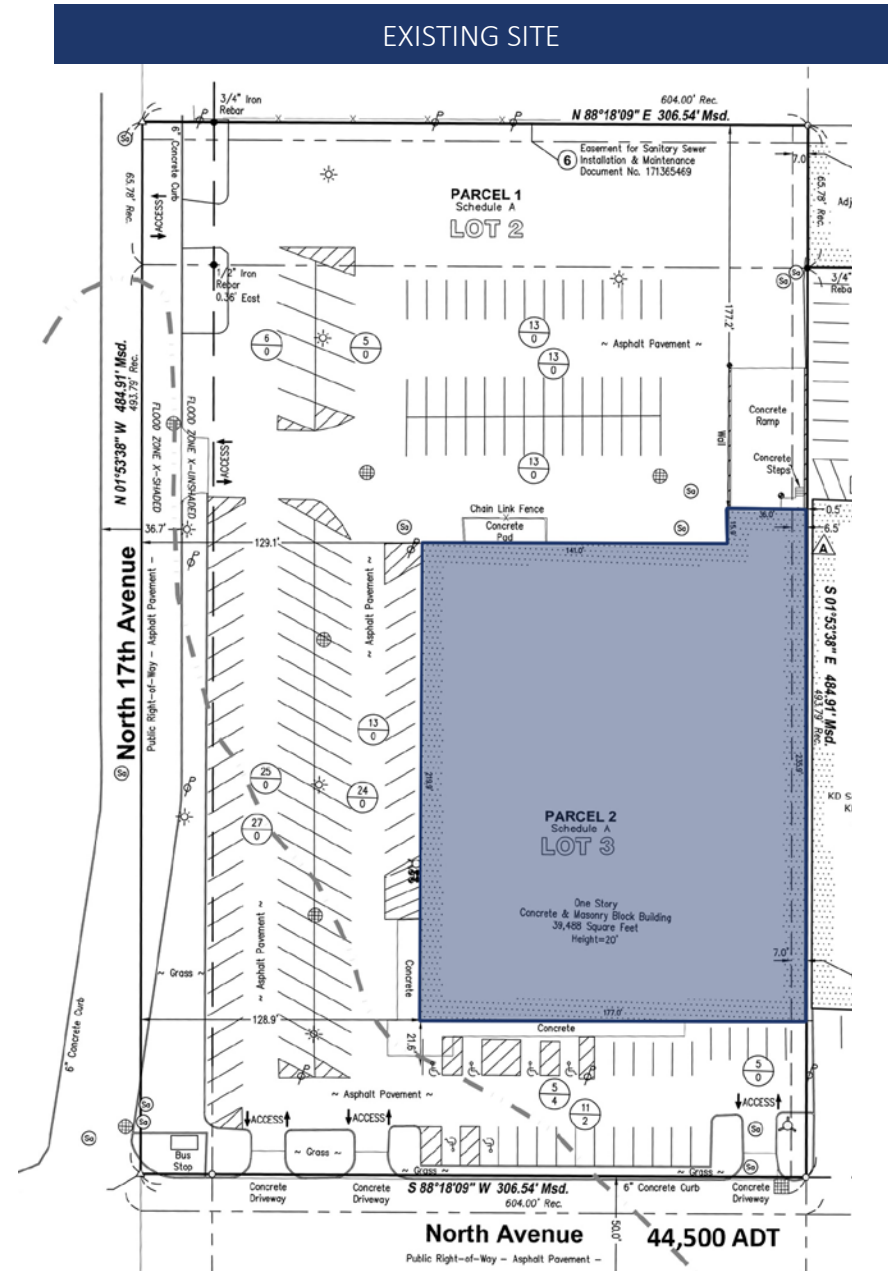 EXISTING SITE
3/4" Iron
Rebar
604.00' Rec.
N 88°18'09" E 306.54' Msd.
6
Easement for Sanitary Sewer
Installation & Maintenance
Document No. 171365469
7.0
6" Concrete Curb
65.78' Rec.
ACCESS
PARCEL 1
Schedule A
LOT 2
65.78' Rec.
Adj
1/2" Iron
Rebar
0.36' East
3/4"
Reba
177.2'
6
0
5
0
13
0
13
0
~ Asphalt Pavement ~
N 01°53'38" W 484.91' Msd.
493.79' Rec.
FLOOD ZONE X-SHADED
FLOOD ZONE X-UNSHADED
ACCESS
Wall
Concrete
Ramp
Concrete
Steps
13
0
Sa
Chain Link Fence
X
Concrete
Pad
36.0'
0.5'
15.9'
6.5'
36.7'
129.1'
141.0'
A
North 17th Avenue
Public Right-of-Way - Asphalt Pavement -
~ Asphalt Pavement ~
S 01°53'38" E 484.91' Msd.
493.79' Rec.
13
0
25
0
24
0
27
0
219.9'
235.9'
KD S
K
PARCEL 2
Schedule A
LOT 3
One Story
Concrete & Masonry Block Building
39,488 Square Feet
Height=20'
7.0'
~ Asphalt Pavement ~
~ Grass ~
Concrete
6" Concrete Curb
128.9'
177.0'
Concrete
21.6'
5
0
5
4
11
2
~ Asphalt Pavement ~
ACCESS
ACCESS
ACCESS
Bus
Stop
~ Grass ~
~ Grass ~
~ Grass ~
Concrete
Driveway
Concrete
Driveway
S 88°18'09" W 306.54' Msd.
604.00' Rec.
6" Concrete Curb
Concrete
Driveway
North Avenue
50.0'
44,500 ADT
Public Right-of-Way - Asphalt Pavement -